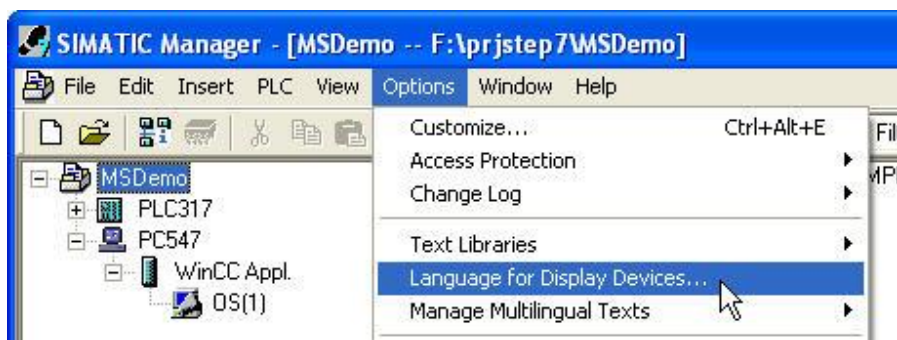 SIMATIC Manager - [MSDemo -- F:\prjstep7\MSDemo]
File Edit Insert PLC View Options Window Help
Customize... Ctrl+Alt+E
Access Protection
Change Log
Text Libraries
Language for Display Devices...
Manage Multilingual Texts
MSDemo
PLC317
PC547
WinCC Appl.
OS(1)